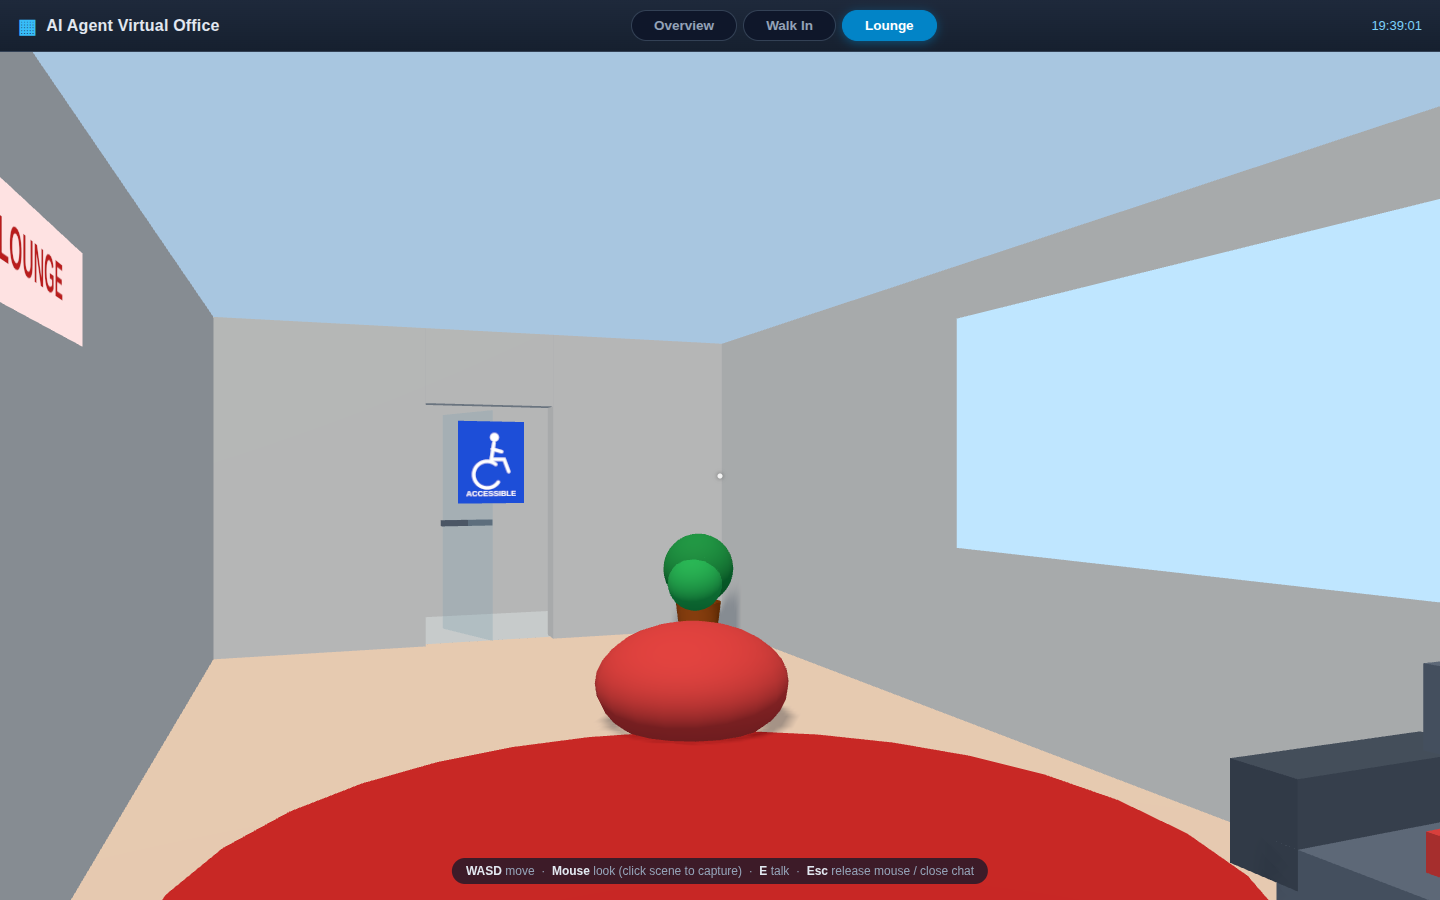 AI Agent Virtual Office
Overview
Walk In
Lounge
19:39:01
LOUNGE
ACCESSIBLE
WASD move · Mouse look (click scene to capture) · E talk · Esc release mouse / close chat